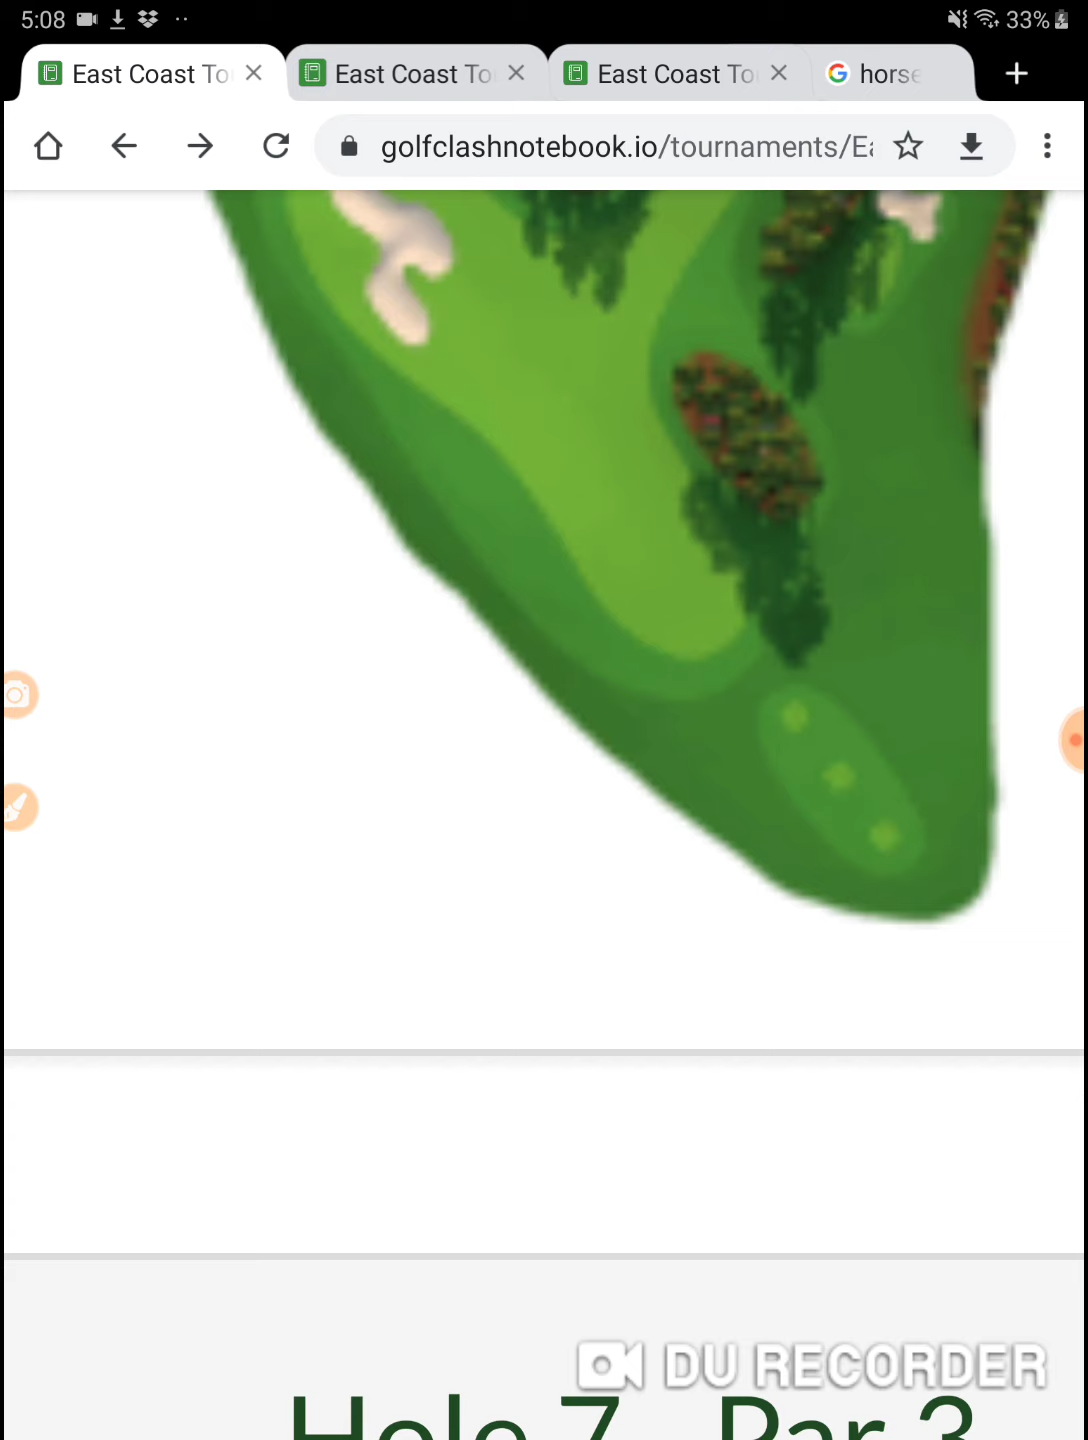 5:08 33%
East Coast To East Coast To East Coast To horse
golfclashnotebook.io/tournaments/Ea
DU RECORDER
Hole 7 Par 3